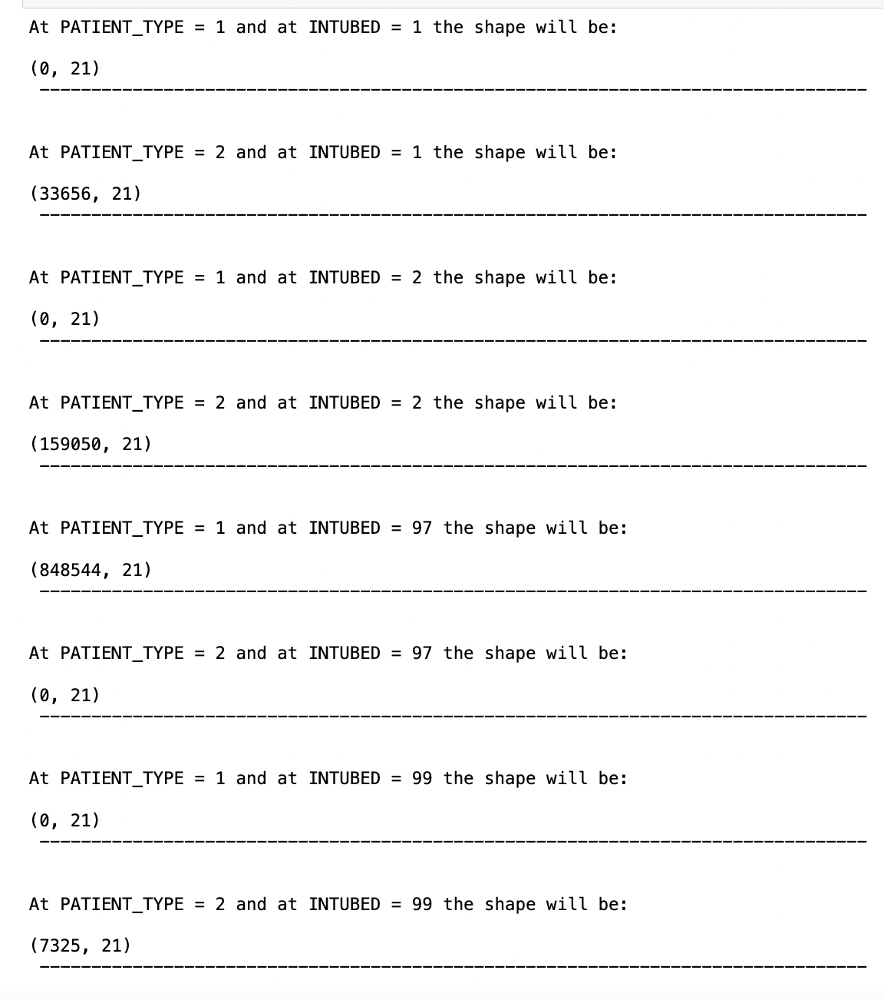 At PATIENT_TYPE = 1 and at INTUBED = 1 the shape will be:
(0, 21)
--------------------------------------------------------------------------------
At PATIENT_TYPE = 2 and at INTUBED = 1 the shape will be:
(33656, 21)
--------------------------------------------------------------------------------
At PATIENT_TYPE = 1 and at INTUBED = 2 the shape will be:
(0, 21)
--------------------------------------------------------------------------------
At PATIENT_TYPE = 2 and at INTUBED = 2 the shape will be:
(159050, 21)
--------------------------------------------------------------------------------
At PATIENT_TYPE = 1 and at INTUBED = 97 the shape will be:
(848544, 21)
--------------------------------------------------------------------------------
At PATIENT_TYPE = 2 and at INTUBED = 97 the shape will be:
(0, 21)
--------------------------------------------------------------------------------
At PATIENT_TYPE = 1 and at INTUBED = 99 the shape will be:
(0, 21)
--------------------------------------------------------------------------------
At PATIENT_TYPE = 2 and at INTUBED = 99 the shape will be:
(7325, 21)
--------------------------------------------------------------------------------